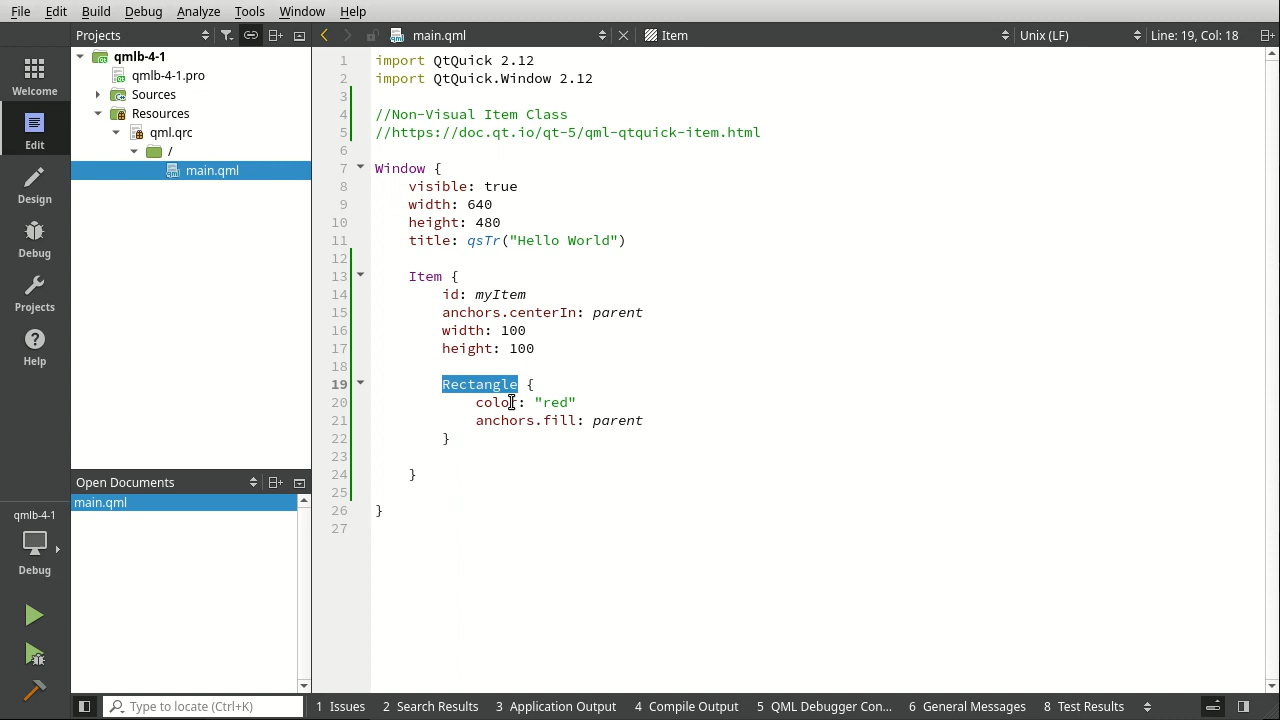 File Edit Build Debug Analyze Tools Window Help
Projects main.qml Item Unix (LF) Line: 19, Col: 18
Welcome
Edit
Design
Debug
Projects
Help
qmlb-4-1
Debug
qmlb-4-1
qmlb-4-1.pro
Sources
Resources
qml.qrc
/
main.qml
Open Documents
main.qml
1 import QtQuick 2.12
2 import QtQuick.Window 2.12
3
4 //Non-Visual Item Class
5 //https://doc.qt.io/qt-5/qml-qtquick-item.html
6
7 Window {
8 visible: true
9 width: 640
10 height: 480
11 title: qsTr("Hello World")
12
13 Item {
14 id: myItem
15 anchors.centerIn: parent
16 width: 100
17 height: 100
18
19 Rectangle {
20 color: "red"
21 anchors.fill: parent
22 }
23
24 }
25
26 }
27
Type to locate (Ctrl+K) 1 Issues 2 Search Results 3 Application Output 4 Compile Output 5 QML Debugger Con... 6 General Messages 8 Test Results